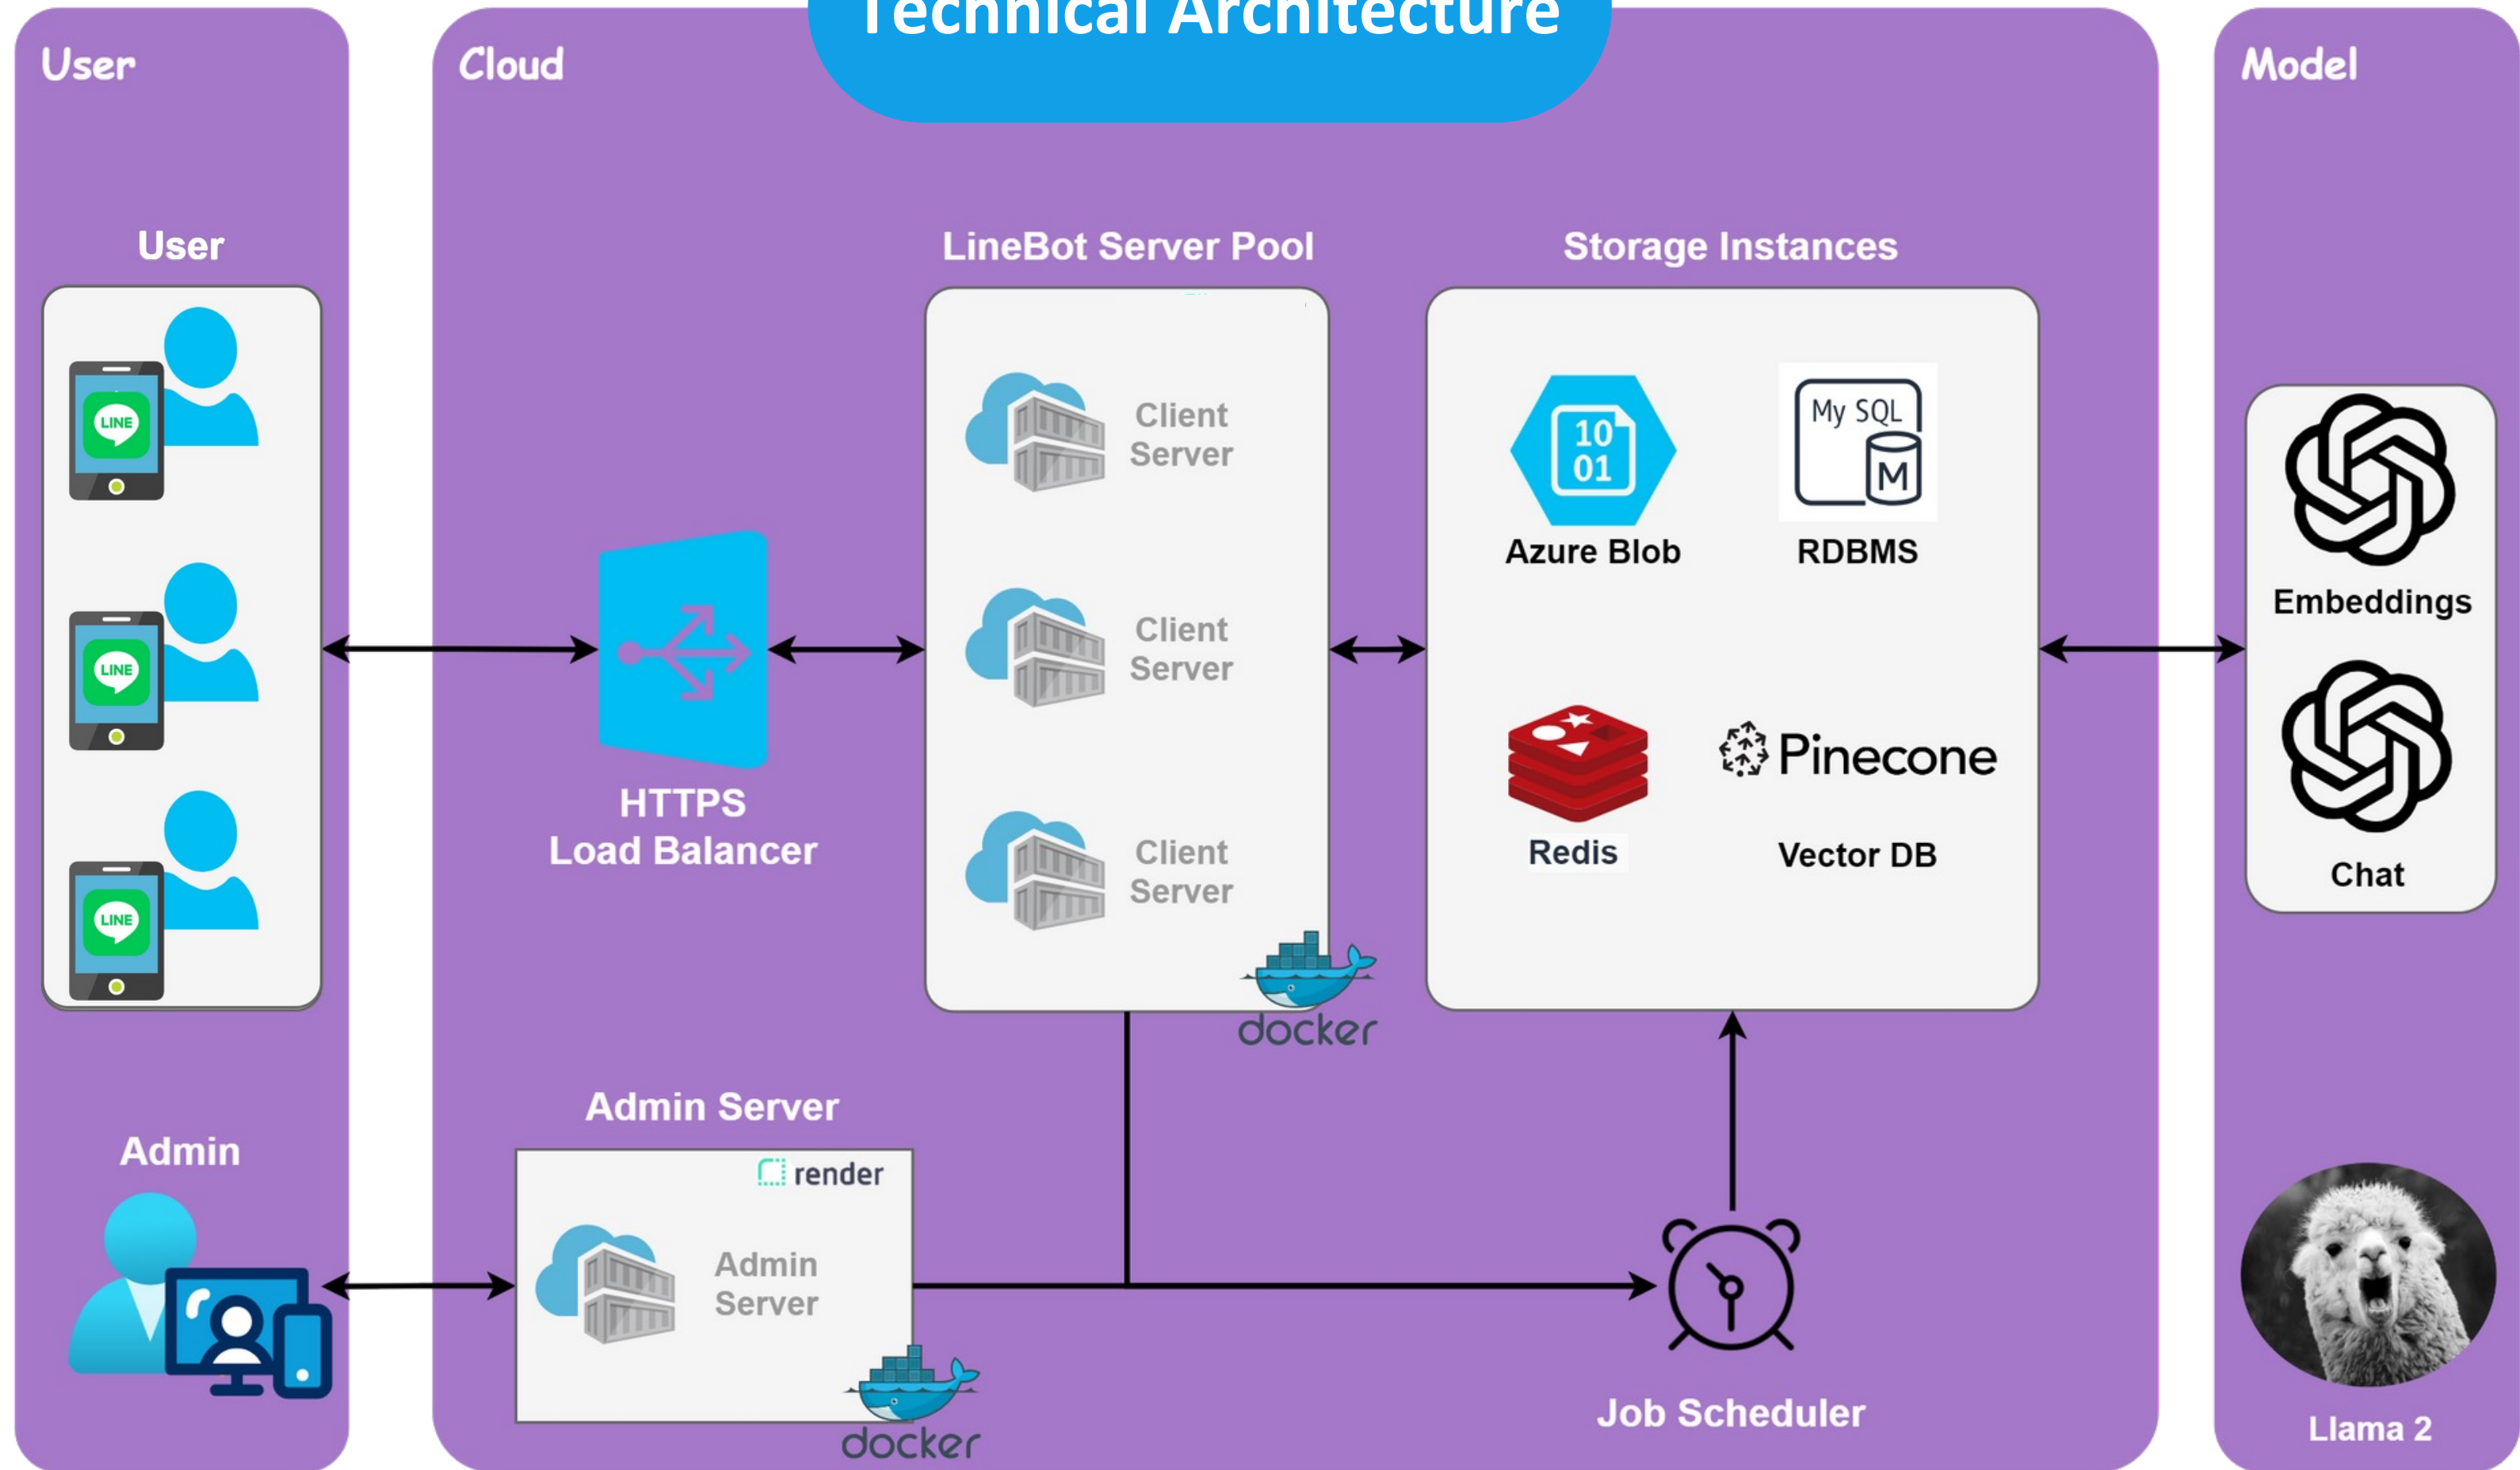 Technical Architecture
User
Cloud
Model
User
LineBot Server Pool
Storage Instances
LINE
LINE
LINE
HTTPS
Load Balancer
Client
Server
Client
Server
Client
Server
docker
10
01
Azure Blob
My SQL
M
RDBMS
Redis
Pinecone
Vector DB
Embeddings
Chat
Admin
Admin Server
render
Admin
Server
docker
Job Scheduler
Llama 2